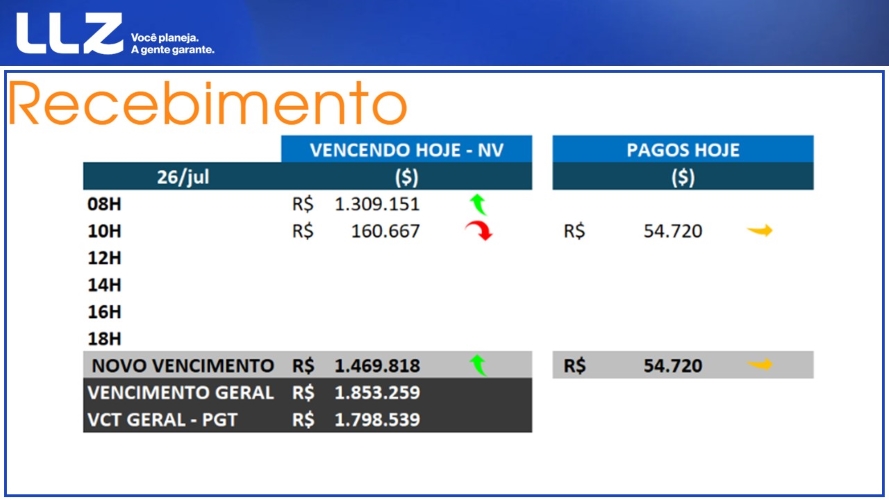 LLZ Você planeja.
A gente garante.
Recebimento
VENCENDO HOJE - NV PAGOS HOJE
26/jul ($) ($)
08H R$ 1.309.151
10H R$ 160.667 R$ 54.720
12H
14H
16H
18H
NOVO VENCIMENTO R$ 1.469.818 R$ 54.720
VENCIMENTO GERAL R$ 1.853.259
VCT GERAL - PGT R$ 1.798.539